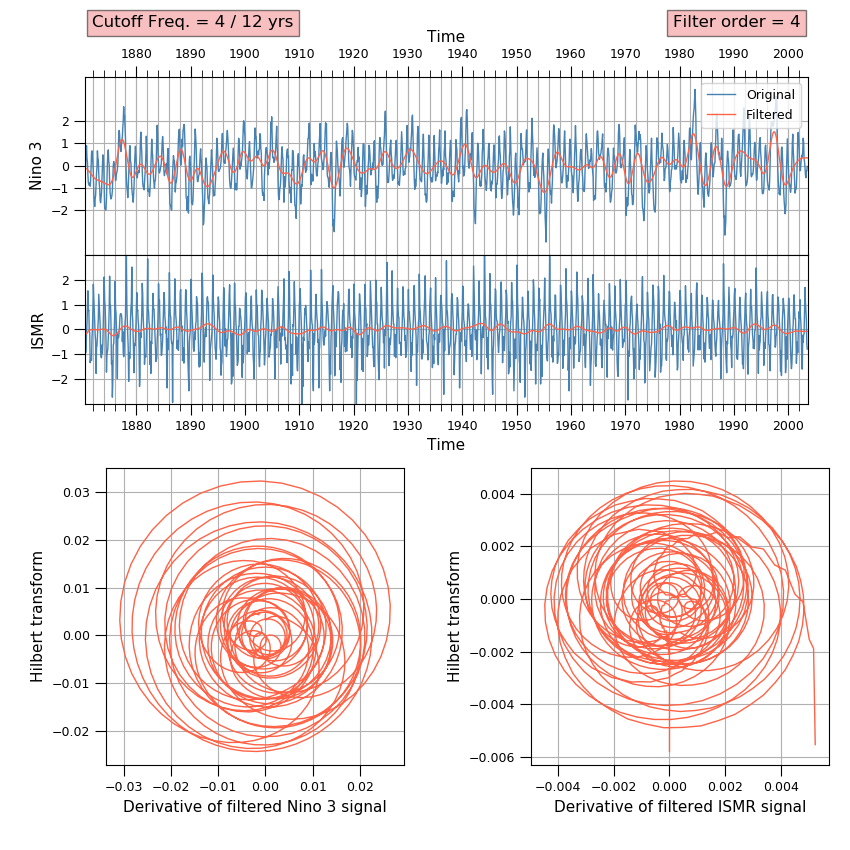 Cutoff Freq. = 4 / 12 yrs Filter order = 4
Time
1880 1890 1900 1910 1920 1930 1940 1950 1960 1970 1980 1990 2000
Original
Filtered
Nino 3
2
1
0
−1
−2
ISMR
2
1
0
−1
−2
1880 1890 1900 1910 1920 1930 1940 1950 1960 1970 1980 1990 2000
Time
Hilbert transform
0.03
0.02
0.01
0.00
−0.01
−0.02
−0.03 −0.02 −0.01 0.00 0.01 0.02
Derivative of filtered Nino 3 signal
Hilbert transform
0.004
0.002
0.000
−0.002
−0.004
−0.006
−0.004 −0.002 0.000 0.002 0.004
Derivative of filtered ISMR signal